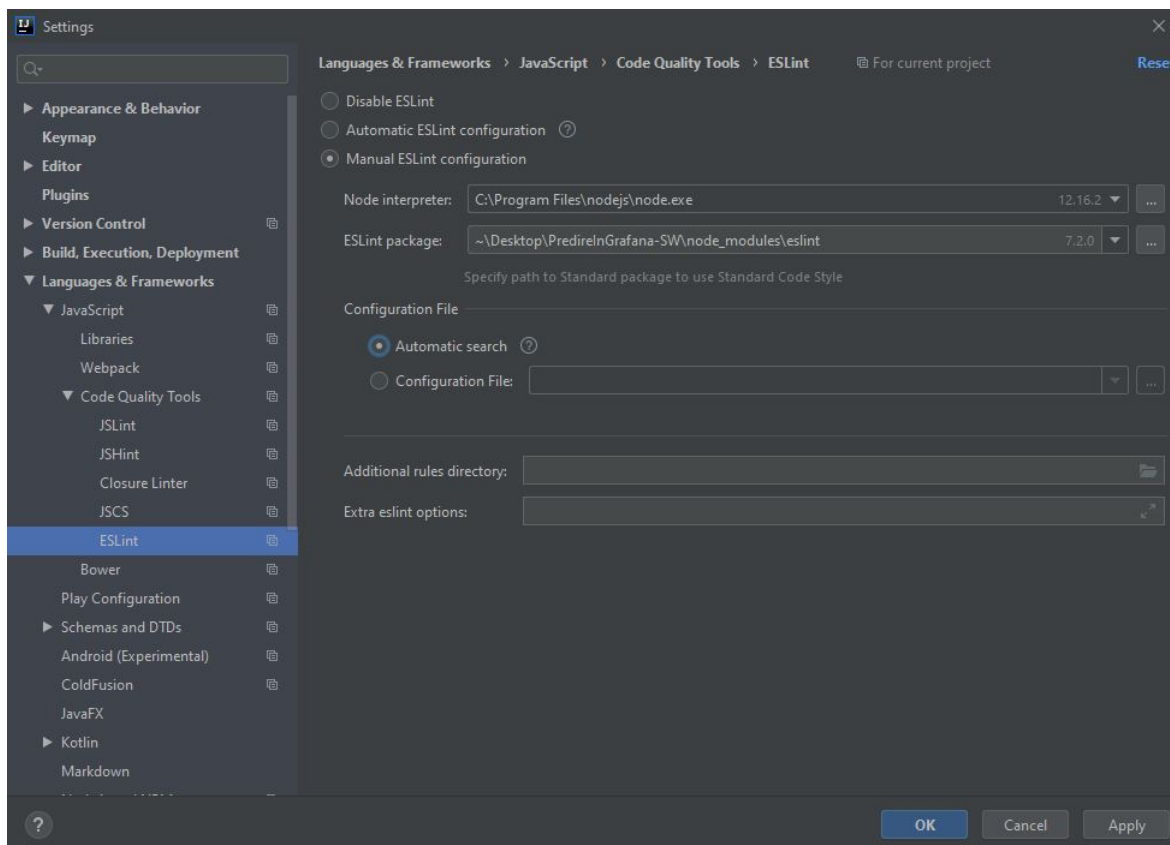 Settings
Languages & Frameworks › JavaScript › Code Quality Tools › ESLint For current project Rese
Appearance & Behavior
Keymap
Editor
Plugins
Version Control
Build, Execution, Deployment
Languages & Frameworks
JavaScript
Libraries
Webpack
Code Quality Tools
JSLint
JSHint
Closure Linter
JSCS
ESLint
Bower
Play Configuration
Schemas and DTDs
Android (Experimental)
ColdFusion
JavaFX
Kotlin
Markdown
Disable ESLint
Automatic ESLint configuration ?
Manual ESLint configuration
Node interpreter: C:\Program Files\nodejs\node.exe 12.16.2 ...
ESLint package: ~\Desktop\PredireInGrafana-SW\node_modules\eslint 7.2.0 ...
Specify path to Standard package to use Standard Code Style
Configuration File
Automatic search ?
Configuration File: ...
Additional rules directory:
Extra eslint options:
? OK Cancel Apply